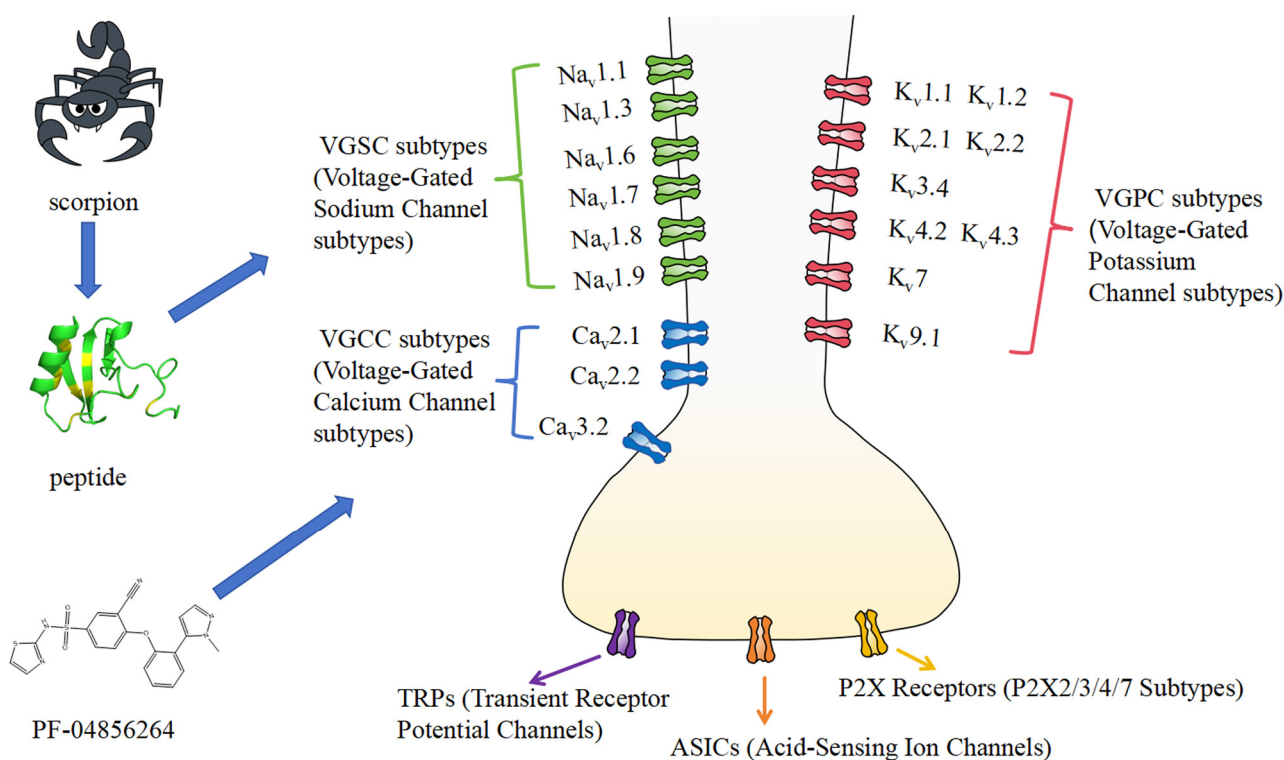 scorpion
peptide
PF-04856264
VGSC subtypes
(Voltage-Gated
Sodium Channel
subtypes)
VGCC subtypes
(Voltage-Gated
Calcium Channel
subtypes)
Nav1.1
Nav1.3
Nav1.6
Nav1.7
Nav1.8
Nav1.9
Cav2.1
Cav2.2
Cav3.2
Kv1.1 Kv1.2
Kv2.1 Kv2.2
Kv3.4
Kv4.2 Kv4.3
Kv7
Kv9.1
VGPC subtypes
(Voltage-Gated
Potassium
Channel subtypes)
TRPs (Transient Receptor
Potential Channels)
ASICs (Acid-Sensing Ion Channels)
P2X Receptors (P2X2/3/4/7 Subtypes)
S
N
H
N
O
S
O
N
O
N
N